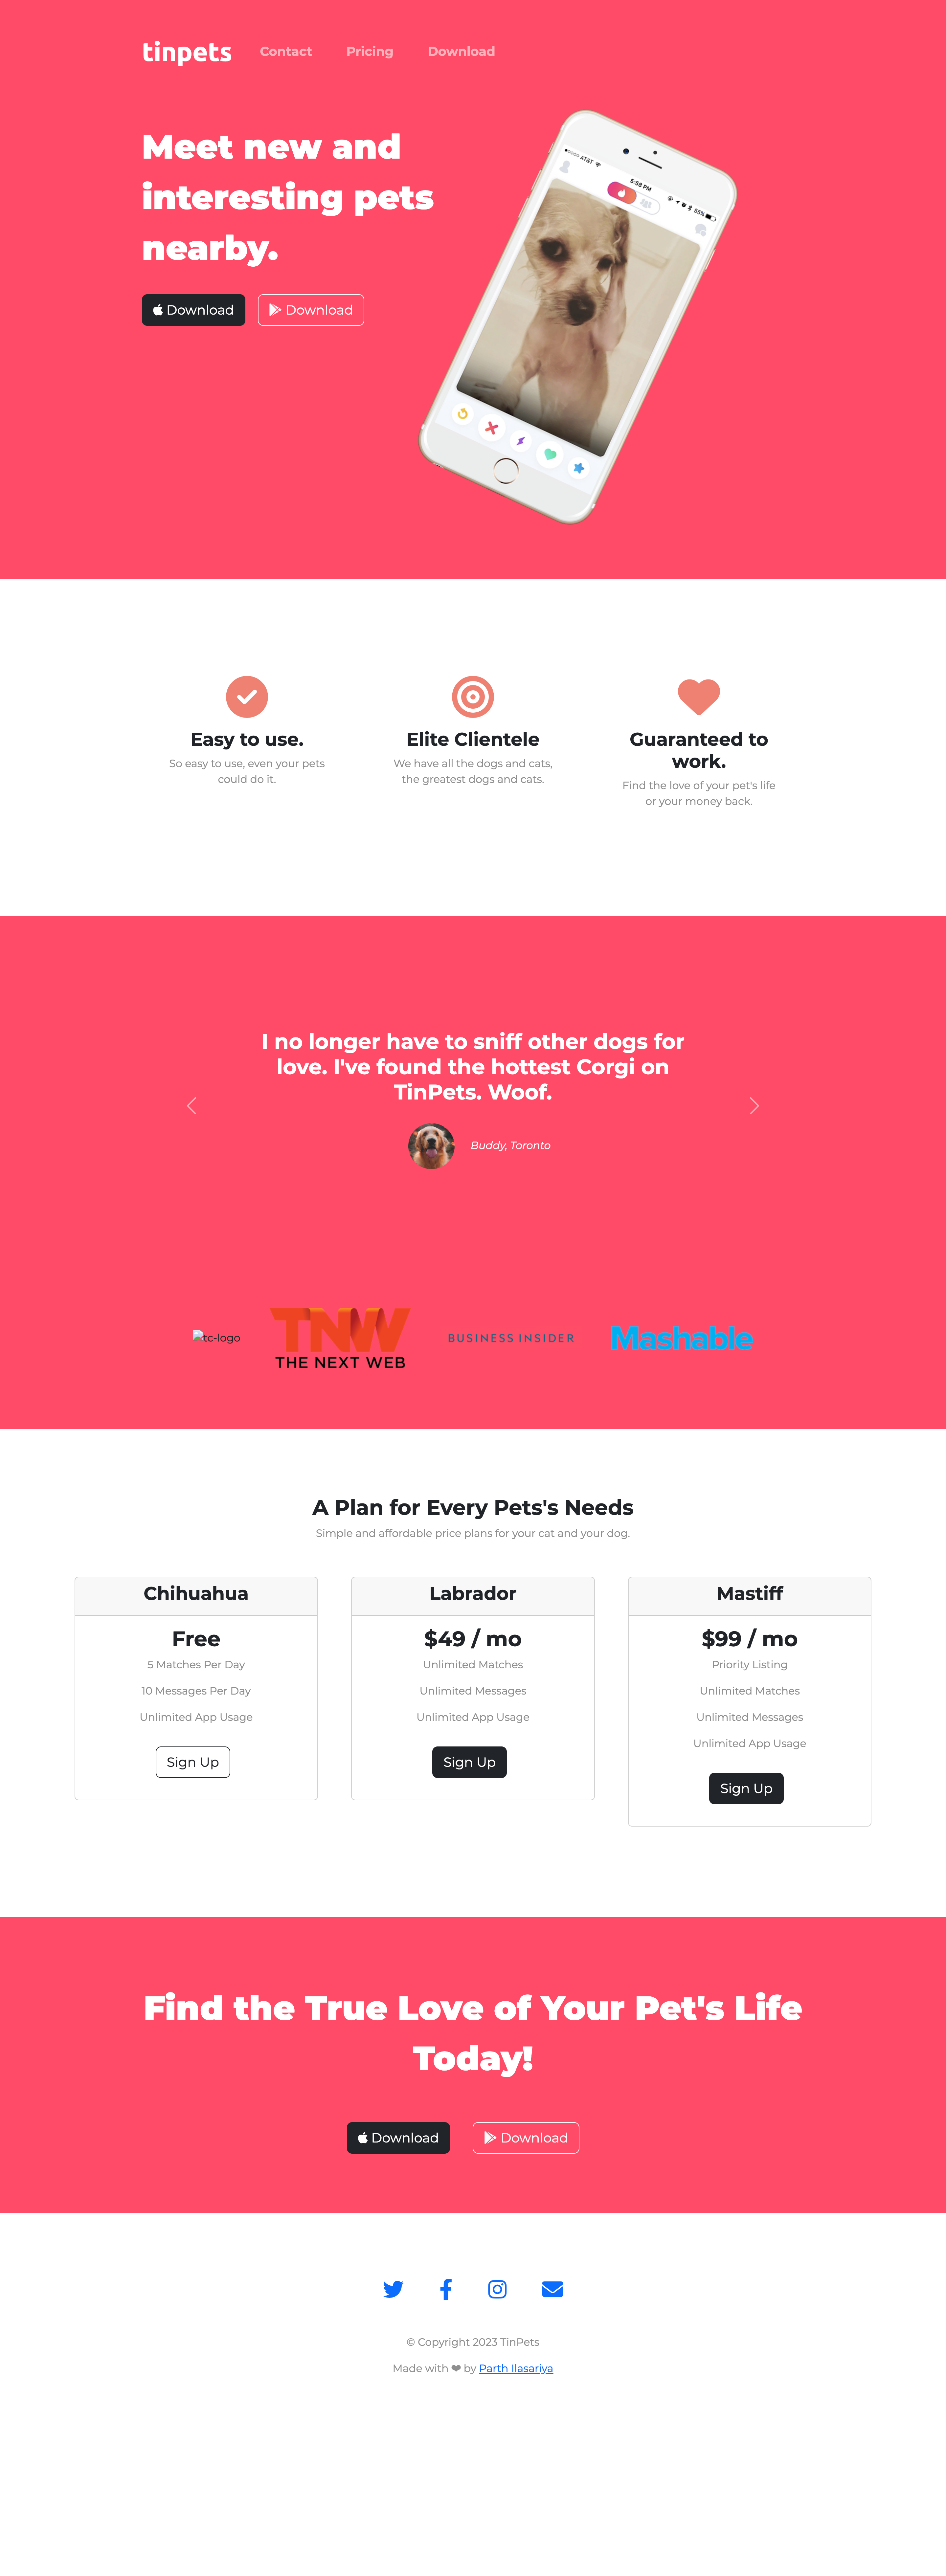 tinpets Contact Pricing Download
Meet new and
interesting pets
nearby.
AT&T 5:58 PM 55%
Download Download
Easy to use.
So easy to use, even your pets
could do it.
Elite Clientele
We have all the dogs and cats,
the greatest dogs and cats.
Guaranteed to
work.
Find the love of your pet's life
or your money back.
I no longer have to sniff other dogs for
love. I've found the hottest Corgi on
TinPets. Woof.
Buddy, Toronto
tc-logo
TNW
THE NEXT WEB
BUSINESS INSIDER
Mashable
A Plan for Every Pets's Needs
Simple and affordable price plans for your cat and your dog.
Chihuahua
Free
5 Matches Per Day
10 Messages Per Day
Unlimited App Usage
Sign Up
Labrador
$49 / mo
Unlimited Matches
Unlimited Messages
Unlimited App Usage
Sign Up
Mastiff
$99 / mo
Priority Listing
Unlimited Matches
Unlimited Messages
Unlimited App Usage
Sign Up
Find the True Love of Your Pet's Life
Today!
Download Download
© Copyright 2023 TinPets
Made with ❤ by Parth Ilasariya